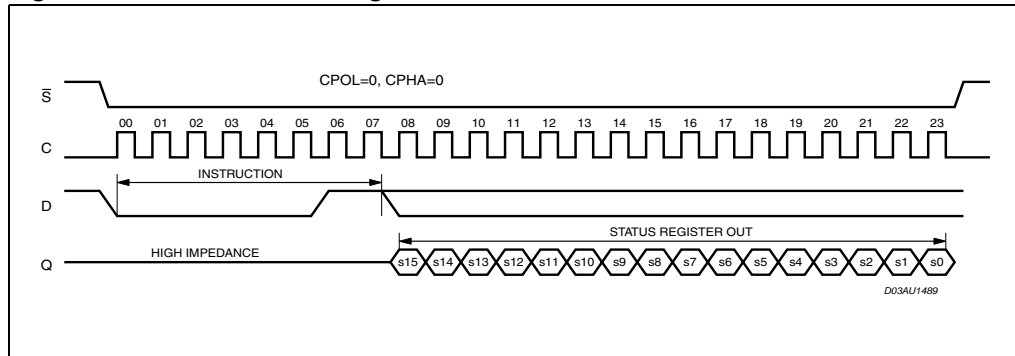 CPOL=0, CPHA=0
S
00 01 02 03 04 05 06 07 08 09 10 11 12 13 14 15 16 17 18 19 20 21 22 23
C
INSTRUCTION
D
STATUS REGISTER OUT
HIGH IMPEDANCE
Q
s15 s14 s13 s12 s11 s10 s9 s8 s7 s6 s5 s4 s3 s2 s1 s0
D03AU1489